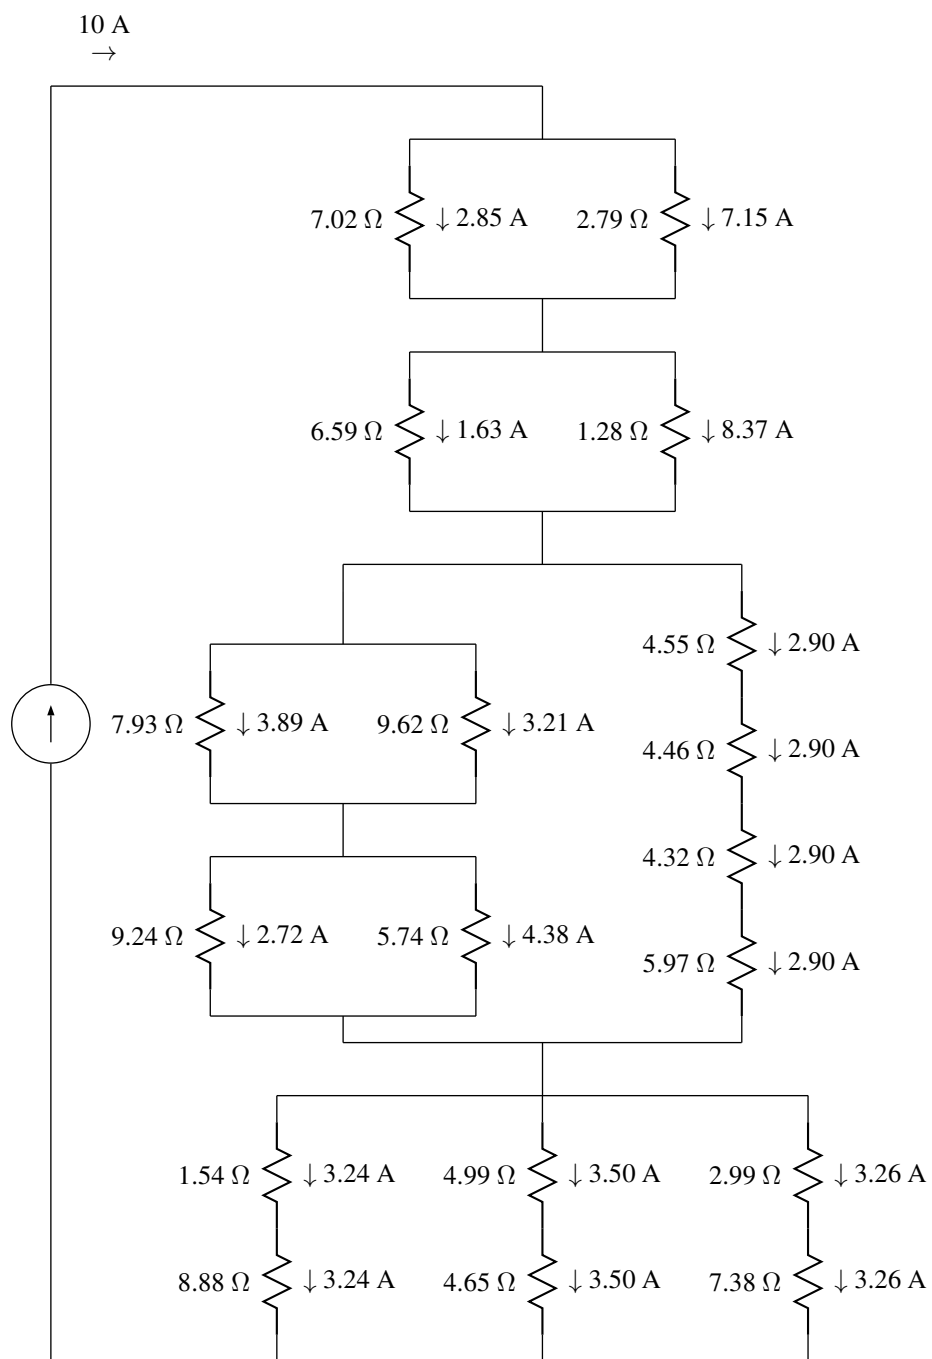 10 A
→
7.02 Ω ↓ 2.85 A 2.79 Ω ↓ 7.15 A
6.59 Ω ↓ 1.63 A 1.28 Ω ↓ 8.37 A
4.55 Ω ↓ 2.90 A
7.93 Ω ↓ 3.89 A 9.62 Ω ↓ 3.21 A
4.46 Ω ↓ 2.90 A
4.32 Ω ↓ 2.90 A
9.24 Ω ↓ 2.72 A 5.74 Ω ↓ 4.38 A
5.97 Ω ↓ 2.90 A
1.54 Ω ↓ 3.24 A 4.99 Ω ↓ 3.50 A 2.99 Ω ↓ 3.26 A
8.88 Ω ↓ 3.24 A 4.65 Ω ↓ 3.50 A 7.38 Ω ↓ 3.26 A